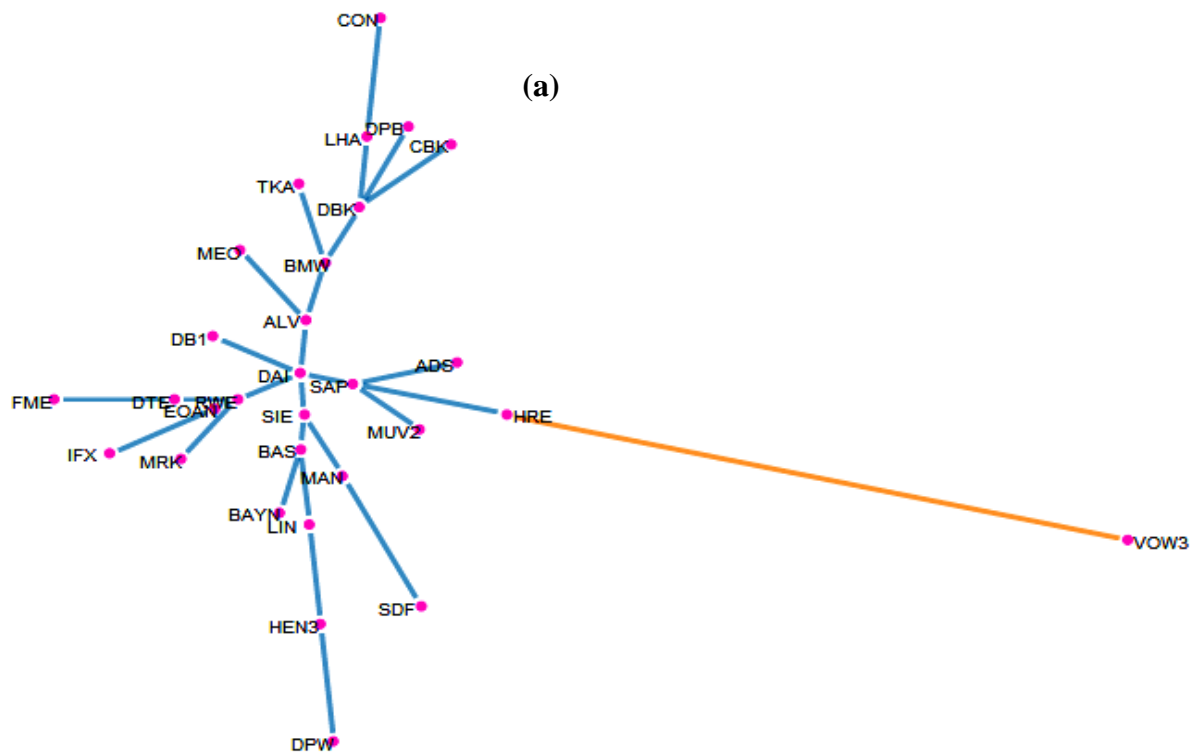 CON
(a)
DPB
LHA
CBK
TKA
DBK
MEO
BMW
ALV
DB1
ADS
DAI
SAP
FME
DTE
RWE
EOAN
SIE
HRE
MUV2
IFX
MRK
BAS
MAN
BAYN
LIN
VOW3
SDF
HEN3
DPW